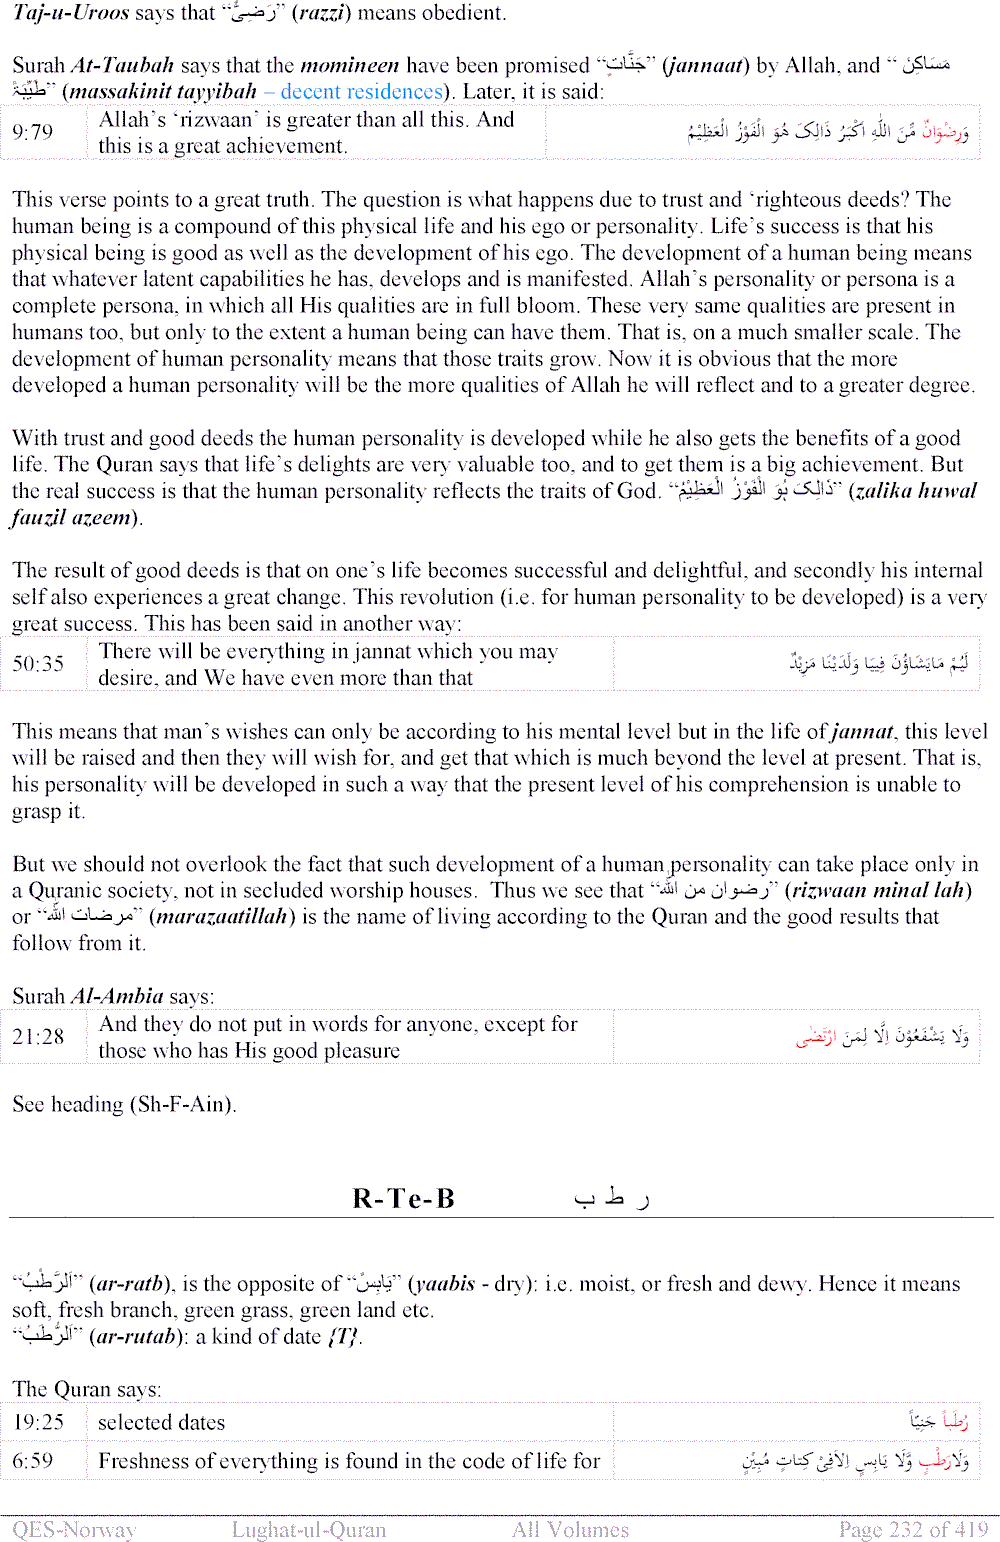 Taj-u-Uroos says that “رَضِیٌّ” (razzi) means obedient.
Surah At-Taubah says that the momineen have been promised “جَنَّاتٍ” (jannaat) by Allah, and “ مَسَاکِنَ
طَیِّبَۃً” (massakinit tayyibah – decent residences). Later, it is said:
9:79 Allah’s ‘rizwaan’ is greater than all this. And this is a great achievement. وَرِضْوَانٌ مِّنَ اللّٰہِ اَکْبَرُ ذَالِکَ ھُوَ الْفَوْزُ الْعَظِیْمُ
This verse points to a great truth. The question is what happens due to trust and ‘righteous deeds? The
human being is a compound of this physical life and his ego or personality. Life’s success is that his
physical being is good as well as the development of his ego. The development of a human being means
that whatever latent capabilities he has, develops and is manifested. Allah’s personality or persona is a
complete persona, in which all His qualities are in full bloom. These very same qualities are present in
humans too, but only to the extent a human being can have them. That is, on a much smaller scale. The
development of human personality means that those traits grow. Now it is obvious that the more
developed a human personality will be the more qualities of Allah he will reflect and to a greater degree.
With trust and good deeds the human personality is developed while he also gets the benefits of a good
life. The Quran says that life’s delights are very valuable too, and to get them is a big achievement. But
the real success is that the human personality reflects the traits of God. “ذَالِکَ ہُوَ الْفَوْزُ الْعَظِیْمُ” (zalika huwal
fauzil azeem).
The result of good deeds is that on one’s life becomes successful and delightful, and secondly his internal
self also experiences a great change. This revolution (i.e. for human personality to be developed) is a very
great success. This has been said in another way:
50:35 There will be everything in jannat which you may desire, and We have even more than that لَہُمْ مَایَشَاؤُنَ فِیہَا وَلَدَیْنَا مَزِیْدٌ
This means that man’s wishes can only be according to his mental level but in the life of jannat, this level
will be raised and then they will wish for, and get that which is much beyond the level at present. That is,
his personality will be developed in such a way that the present level of his comprehension is unable to
grasp it.
But we should not overlook the fact that such development of a human personality can take place only in
a Quranic society, not in secluded worship houses.  Thus we see that “رضوان من اللّٰہ” (rizwaan minal lah)
or “مرضات اللّٰہ” (marazaatillah) is the name of living according to the Quran and the good results that
follow from it.
Surah Al-Ambia says:
21:28 And they do not put in words for anyone, except for those who has His good pleasure وَلَا یَشْفَعُوْنَ اِلَّا لِمَنَ ارْتَضٰی
See heading (Sh-F-Ain).
R-Te-B ر ط ب
“اَلرَّطْبُ” (ar-ratb), is the opposite of “یَابِسٌ” (yaabis - dry): i.e. moist, or fresh and dewy. Hence it means
soft, fresh branch, green grass, green land etc.
“اَلرُّطَبُ” (ar-rutab): a kind of date {T}.
The Quran says:
19:25 selected dates رُطَباً جَنِیّاً
6:59 Freshness of everything is found in the code of life for وَلَارَطْبٍ وَّلَا یَابِسٍ اِلاَّفِیْ کِتَابٍ مُبِیْنٍ
QES-Norway Lughat-ul-Quran All Volumes Page 232 of 419